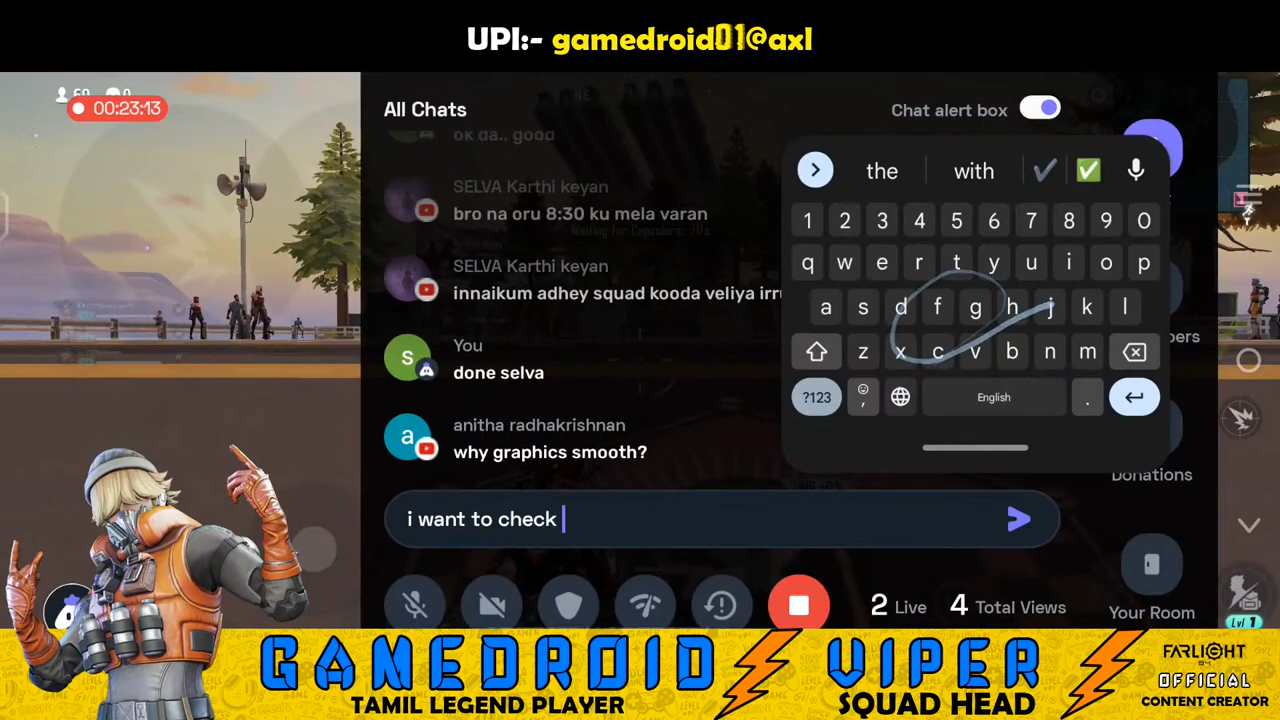 UPI:- gamedroid01@axl
00:23:13
All Chats
Chat alert box
ok da.. good
SELVA Karthi keyan
bro na oru 8:30 ku mela varan
SELVA Karthi keyan
innaikum adhey squad kooda veliya irru
You
done selva
anitha radhakrishnan
why graphics smooth?
i want to check
the with
1 2 3 4 5 6 7 8 9 0
q w e r t y u i o p
a s d f g h j k l
z x c v b n m
?123 , English .
Donations
2 Live 4 Total Views
Your Room
Lvl 1
GAMEDROID VIPER
TAMIL LEGEND PLAYER SQUAD HEAD
FARLIGHT
84
OFFICIAL
CONTENT CREATOR